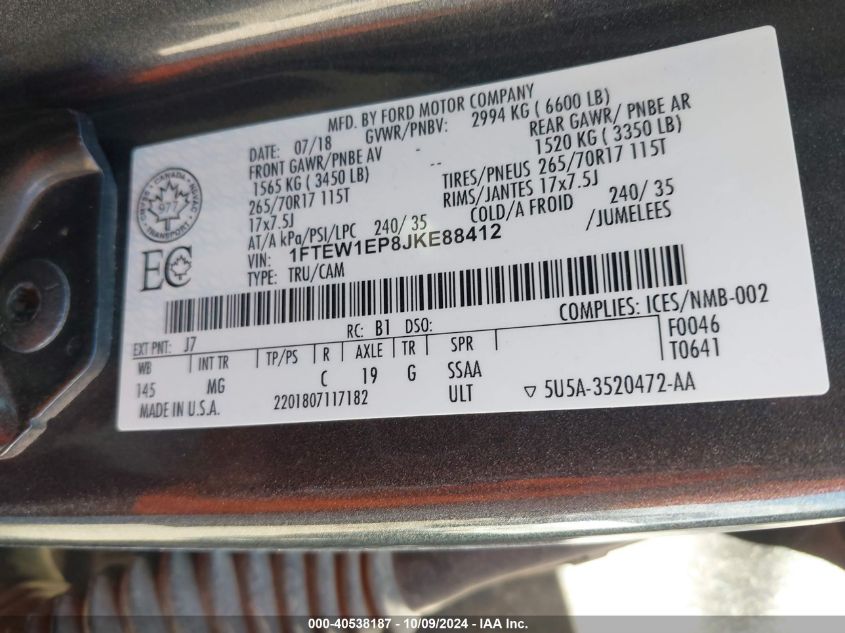 MFD. BY FORD MOTOR COMPANY
DATE: 07/18 GVWR/PNBV: 2994 KG ( 6600 LB)
FRONT GAWR/PNBE AV - -- REAR GAWR/ PNBE AR
1565 KG ( 3450 LB) 1520 KG ( 3350 LB)
265/70R17 115T TIRES/PNEUS 265/70R17 115T
17x7.5J RIMS/JANTES 17x7.5J
AT/A kPa/PSI/LPC 240/ 35 COLD/A FROID 240/ 35
VIN: 1FTEW1EP8JKE88412 /JUMELEES
TYPE: TRU/CAM
CANADA
TRANSPORT
EC
COMPLIES: ICES/NMB-002
EXT PNT: J7 RC: B1 DSO: F0046
WB INT TR TP/PS R AXLE TR SPR T0641
145 MG C 19 G SSAA
MADE IN U.S.A. 2201807117182 ULT ▽ 5U5A-3520472-AA
000-40538187 - 10/09/2024 - IAA, Inc.